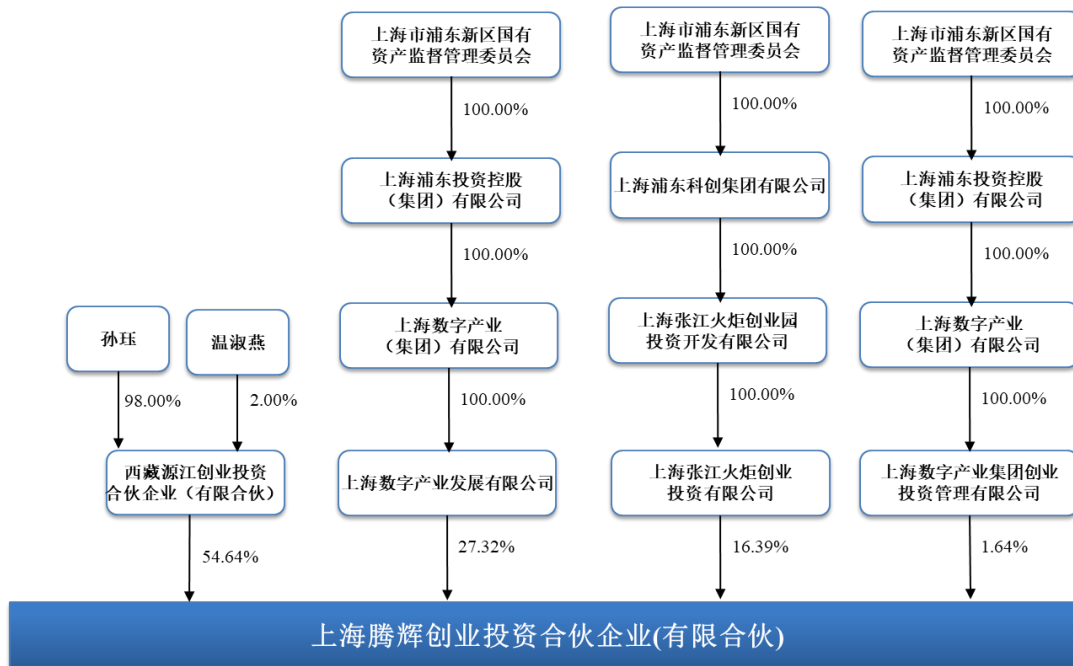 上海市浦东新区国有
资产监督管理委员会
上海市浦东新区国有
资产监督管理委员会
上海市浦东新区国有
资产监督管理委员会
100.00%
100.00%
100.00%
上海浦东投资控股
（集团）有限公司
上海浦东科创集团有限公司
上海浦东投资控股
（集团）有限公司
100.00%
100.00%
100.00%
孙珏
温淑燕
上海数字产业
（集团）有限公司
上海张江火炬创业园
投资开发有限公司
上海数字产业
（集团）有限公司
98.00%
2.00%
100.00%
100.00%
100.00%
西藏源江创业投资
合伙企业（有限合伙）
上海数字产业发展有限公司
上海张江火炬创业
投资有限公司
上海数字产业集团创业
投资管理有限公司
54.64%
27.32%
16.39%
1.64%
上海腾辉创业投资合伙企业(有限合伙)